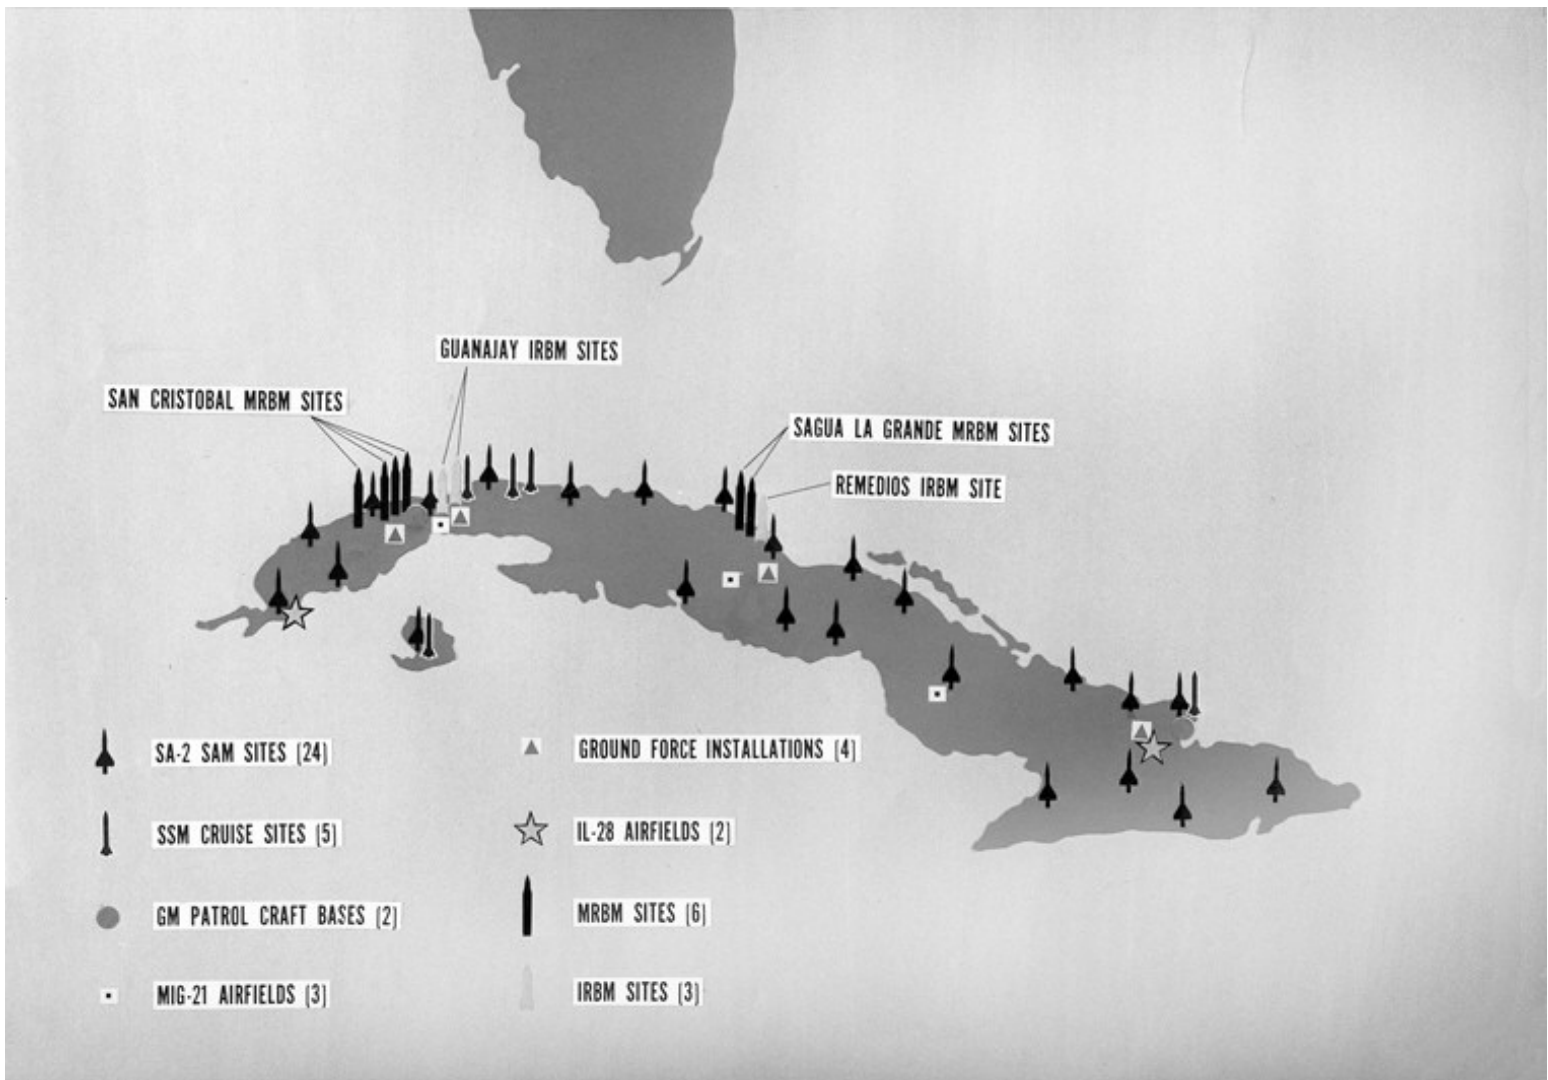 GUANAJAY IRBM SITES
SAN CRISTOBAL MRBM SITES
SAGUA LA GRANDE MRBM SITES
REMEDIOS IRBM SITE
SA-2 SAM SITES (24)
SSM CRUISE SITES (5)
GM PATROL CRAFT BASES (2)
MIG-21 AIRFIELDS (3)
GROUND FORCE INSTALLATIONS (4)
IL-28 AIRFIELDS (2)
MRBM SITES (6)
IRBM SITES (3)